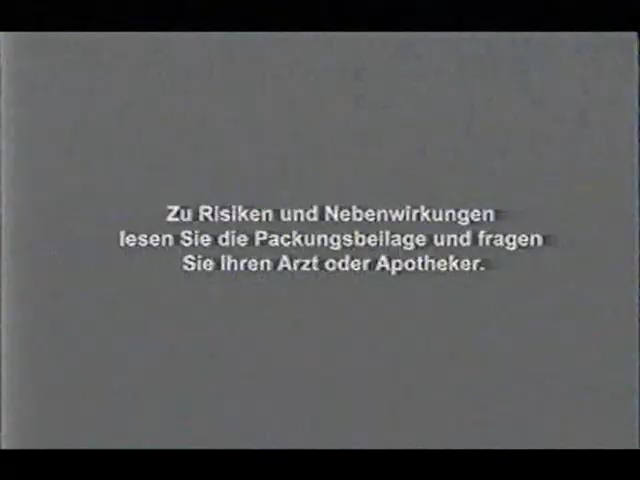 Zu Risiken und Nebenwirkungen
lesen Sie die Packungsbeilage und fragen
Sie Ihren Arzt oder Apotheker.